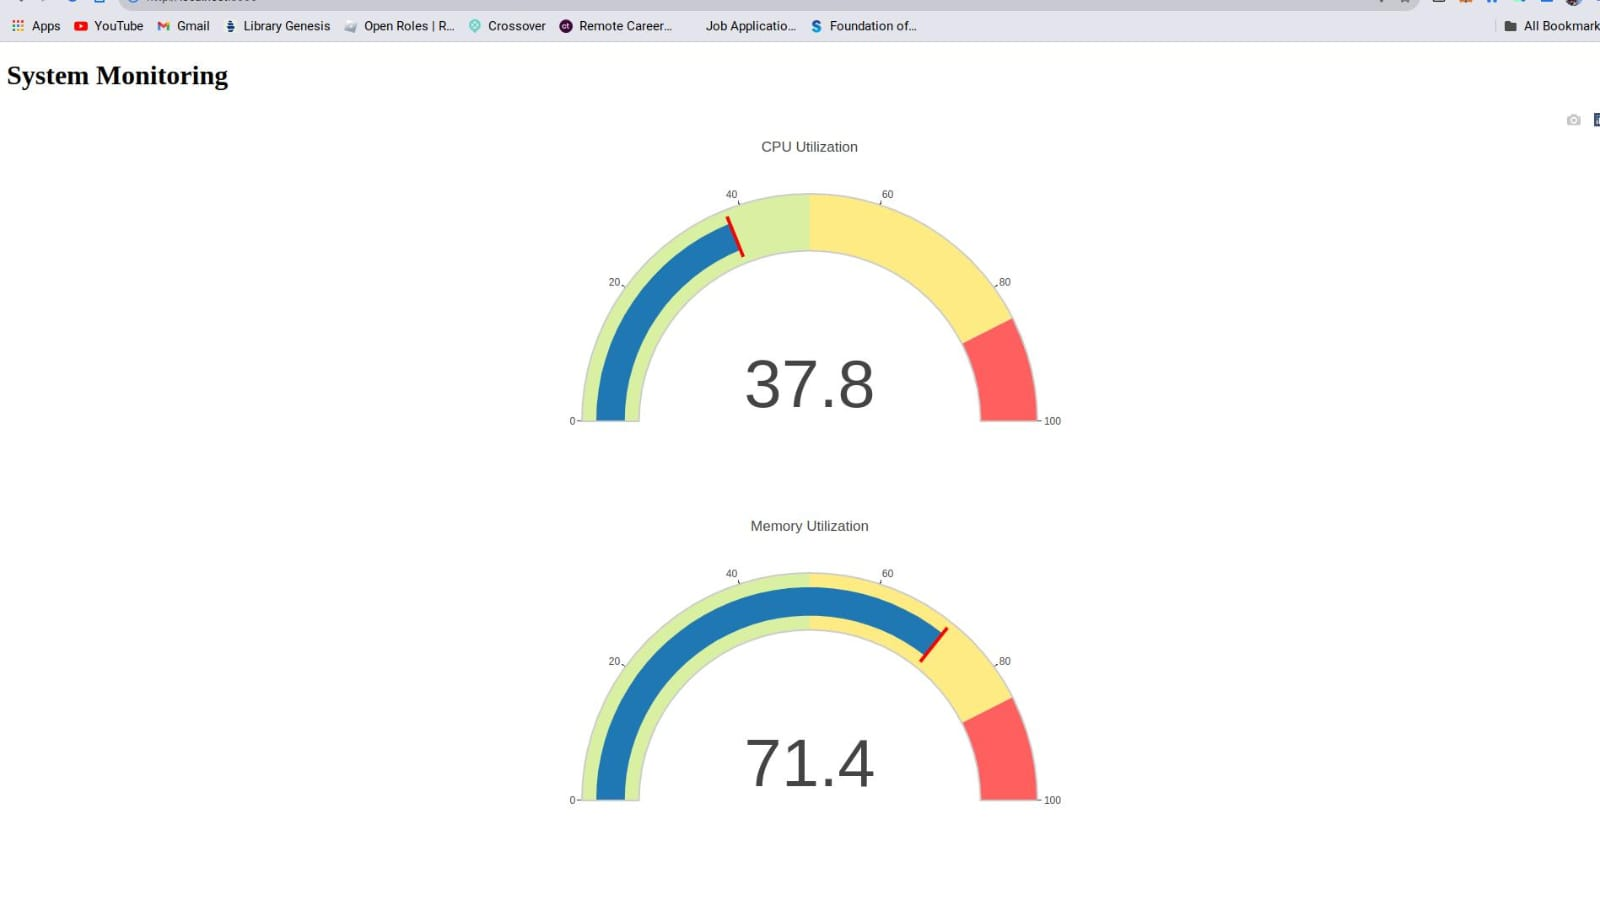 Apps YouTube Gmail Library Genesis Open Roles | R... Crossover Remote Career... Job Applicatio... Foundation of... All Bookmark
System Monitoring
CPU Utilization
40 60
20 80
37.8
0 100
Memory Utilization
40 60
20 80
71.4
0 100